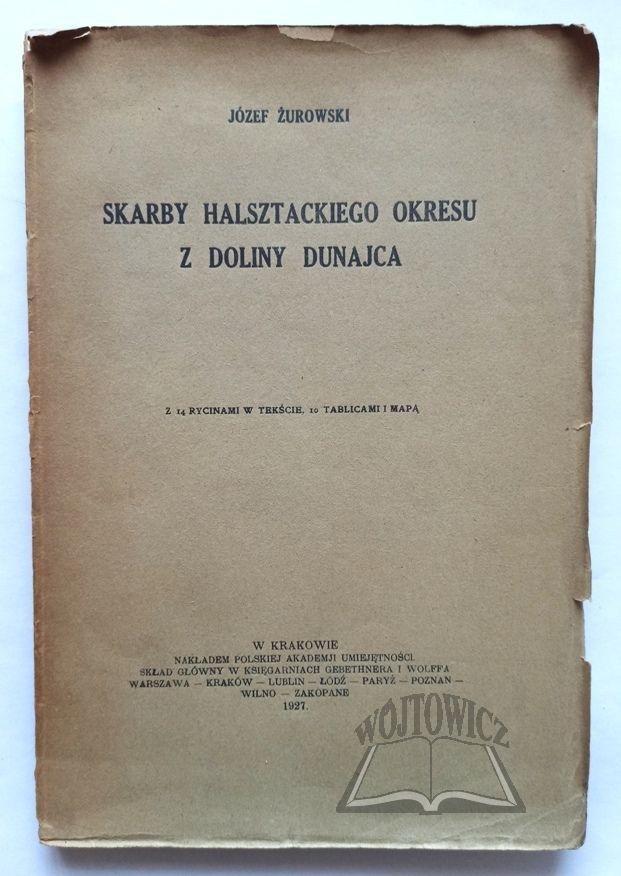 JÓZEF ŻUROWSKI
SKARBY HALSZTACKIEGO OKRESU
Z DOLINY DUNAJCA
Z 14 RYCINAMI W TEKŚCIE, 10 TABLICAMI I MAPĄ
W KRAKOWIE
NAKŁADEM POLSKIEJ AKADEMJI UMIEJĘTNOŚCI.
SKŁAD GŁÓWNY W KSIĘGARNIACH GEBETHNERA I WOLFFA
WARSZAWA — KRAKÓW — LUBLIN — ŁÓDŹ — PARYŻ — POZNAŃ —
WILNO — ZAKOPANE
1927.
WÓJTOWICZ